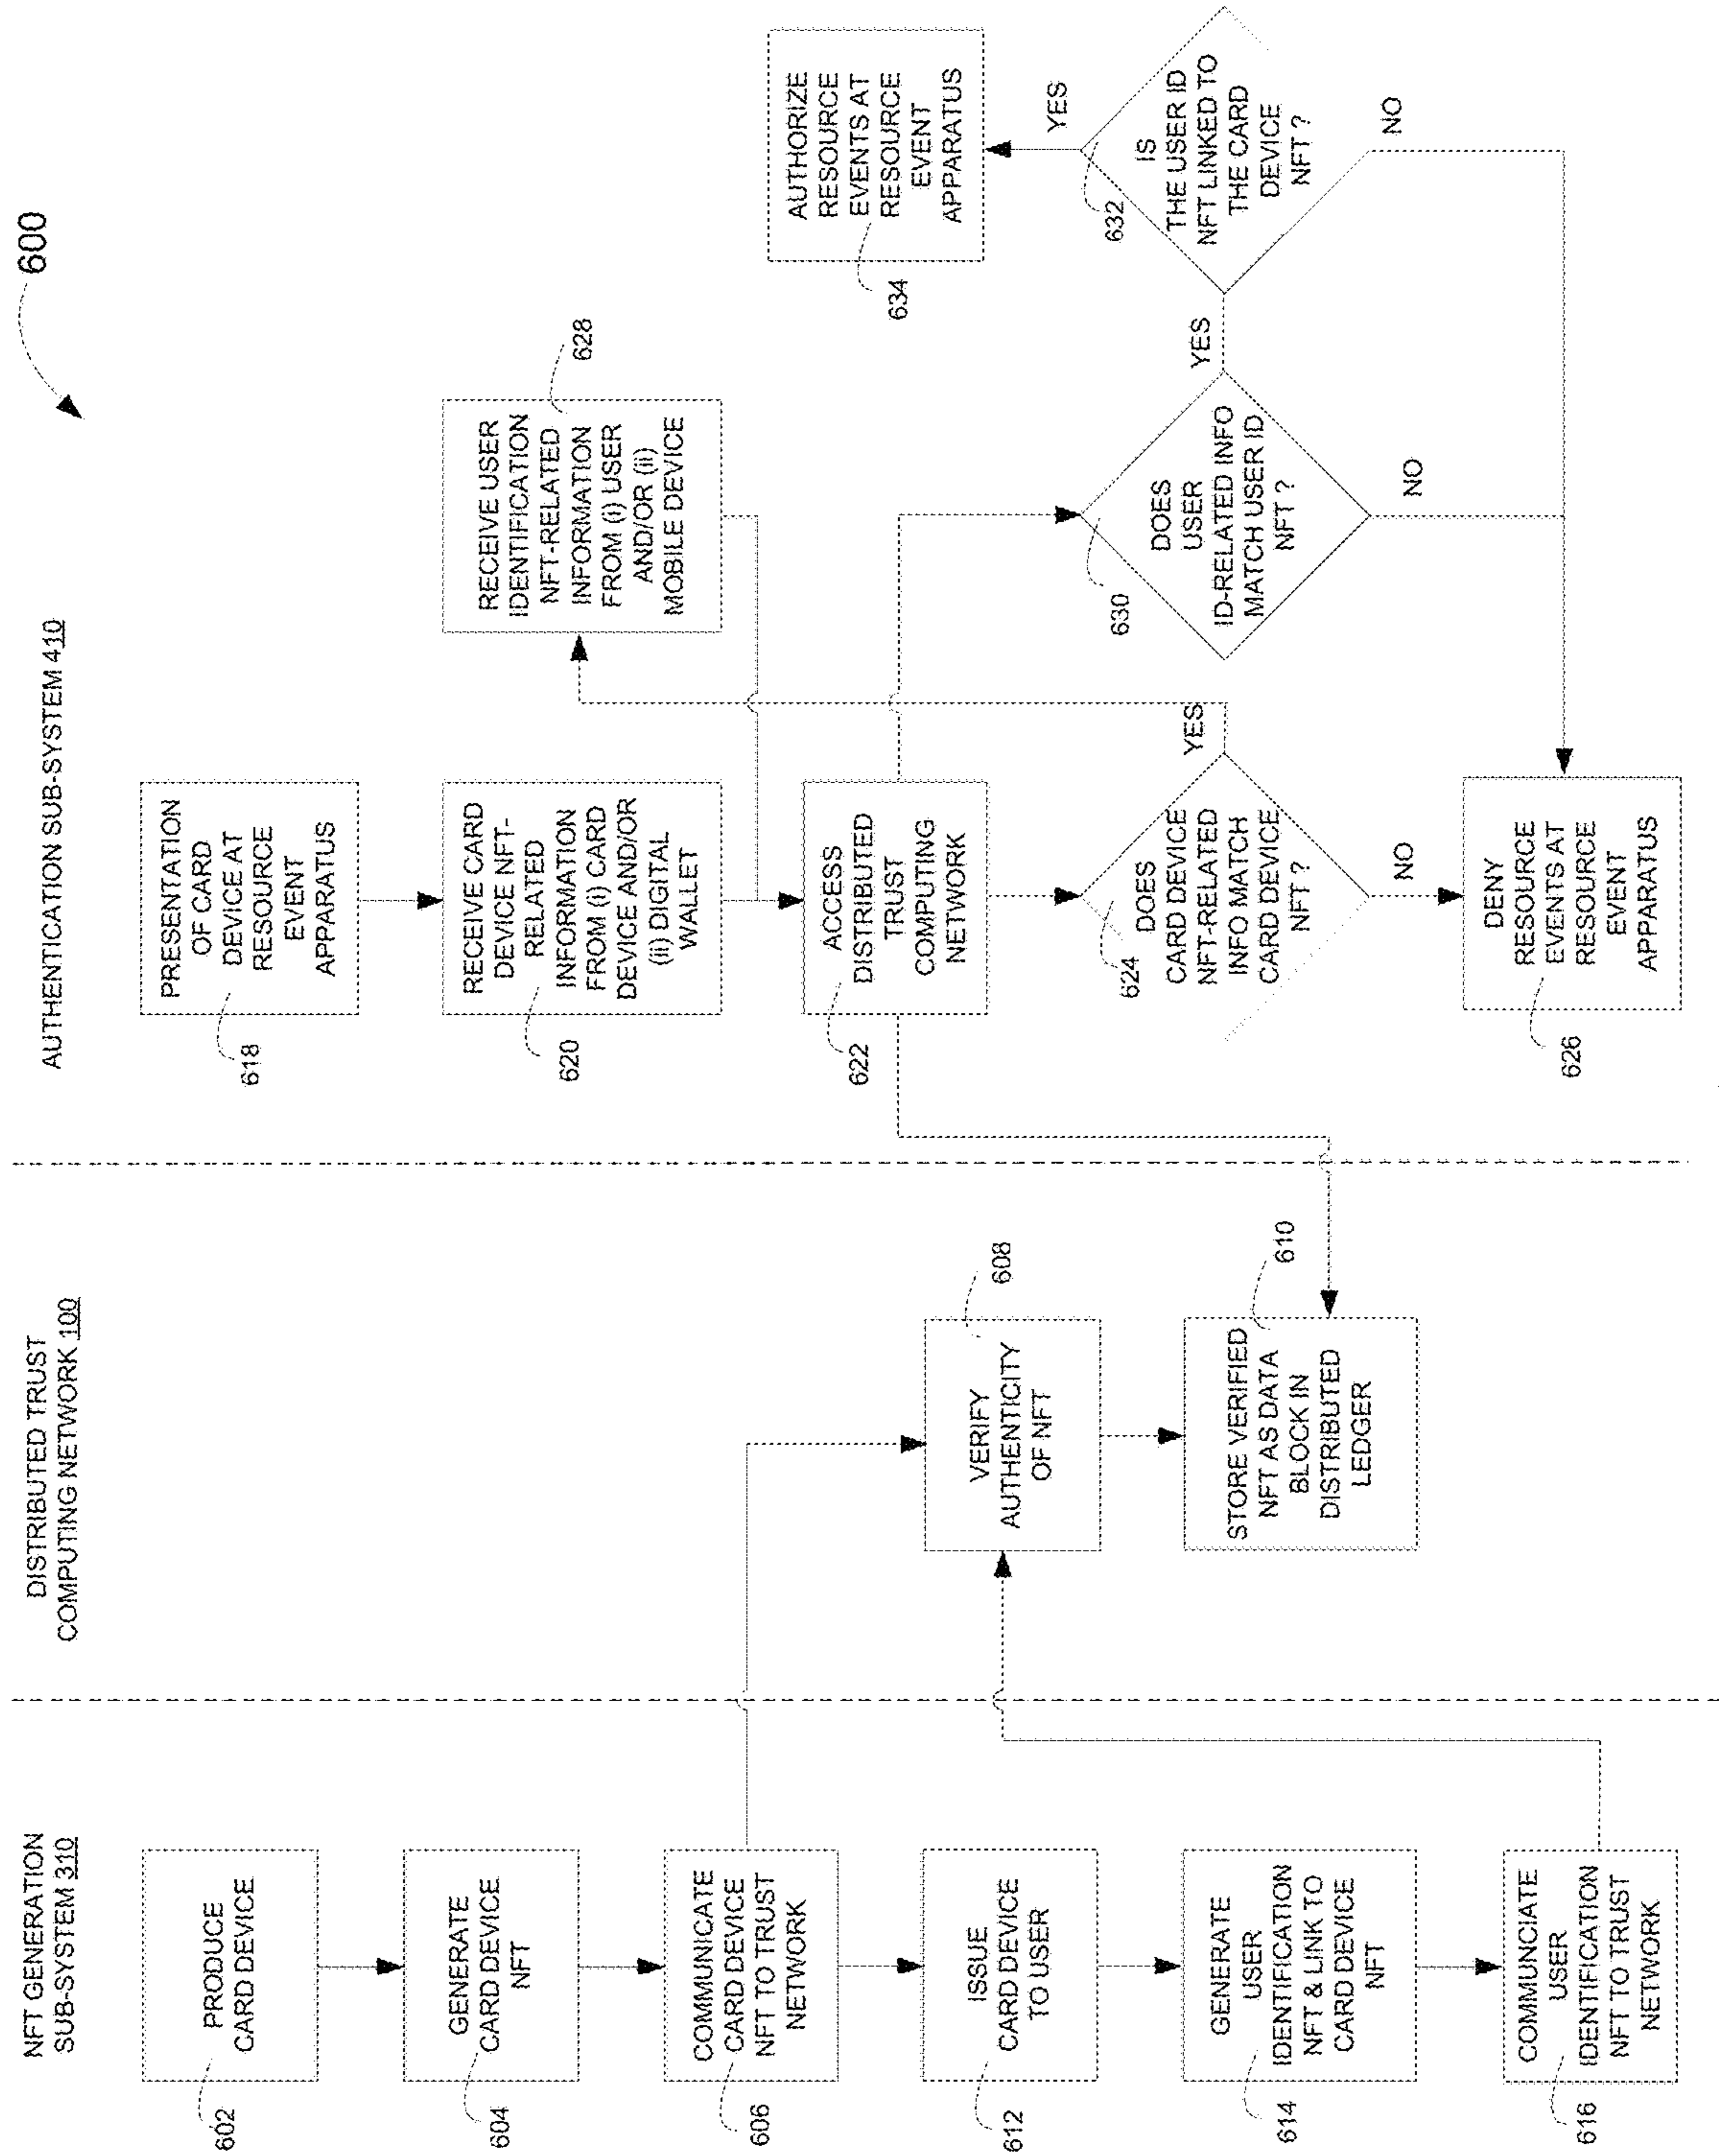 600
NFT GENERATION
SUB-SYSTEM 310
602
PRODUCE
CARD DEVICE
604
GENERATE
CARD DEVICE
NFT
606
COMMUNICATE
CARD DEVICE
NFT TO TRUST
NETWORK
612
ISSUE
CARD DEVICE
TO USER
614
GENERATE
USER
IDENTIFICATION
NFT & LINK TO
CARD DEVICE
NFT
616
COMMUNCIATE
USER
IDENTIFICATION
NFT TO TRUST
NETWORK
DISTRIBUTED TRUST
COMPUTING NETWORK 100
608
VERIFY
AUTHENTICITY
OF NFT
610
STORE VERIFIED
NFT AS DATA
BLOCK IN
DISTRIBUTED
LEDGER
AUTHENTICATION SUB-SYSTEM 410
618
PRESENTATION
OF CARD
DEVICE AT
RESOURCE
EVENT
APPARATUS
620
RECEIVE CARD
DEVICE NFT-
RELATED
INFORMATION
FROM (i) CARD
DEVICE AND/OR
(ii) DIGITAL
WALLET
622
ACCESS
DISTRIBUTED
TRUST
COMPUTING
NETWORK
624
DOES
CARD DEVICE
NFT-RELATED
INFO MATCH
CARD DEVICE
NFT ?
YES
NO
626
DENY
RESOURCE
EVENTS AT
RESOURCE
EVENT
APPARATUS
628
RECEIVE USER
IDENTIFICATION
NFT-RELATED
INFORMATION
FROM (i) USER
AND/OR (ii)
MOBILE DEVICE
630
DOES
USER
ID-RELATED INFO
MATCH USER ID
NFT ?
YES
NO
632
IS
THE USER ID
NFT LINKED TO
THE CARD
DEVICE
NFT ?
YES
NO
634
AUTHORIZE
RESOURCE
EVENTS AT
RESOURCE
EVENT
APPARATUS